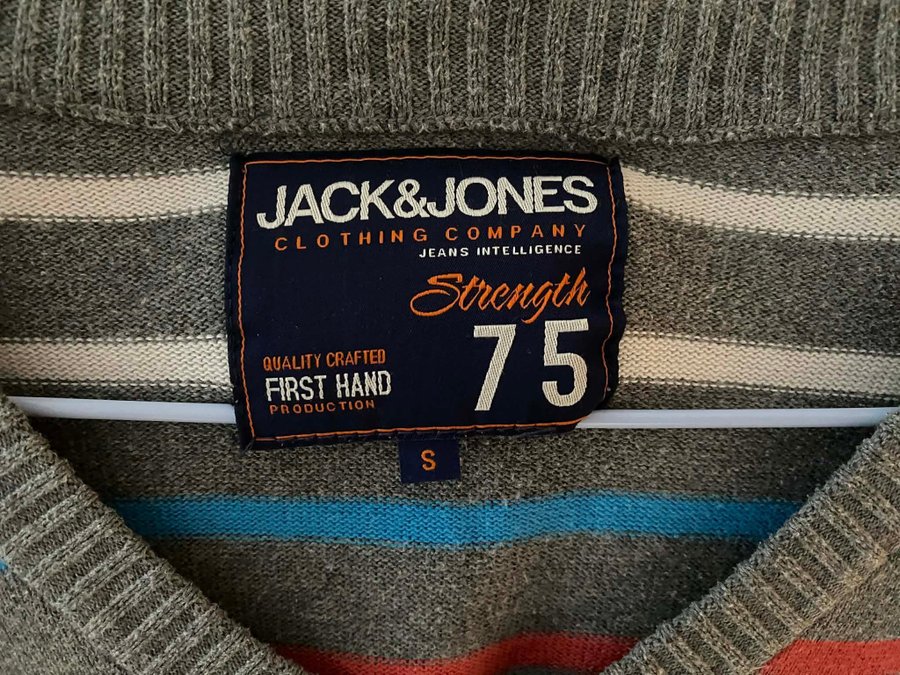 JACK&JONES
CLOTHING COMPANY
JEANS INTELLIGENCE
Strength
75
QUALITY CRAFTED
FIRST HAND
PRODUCTION
S